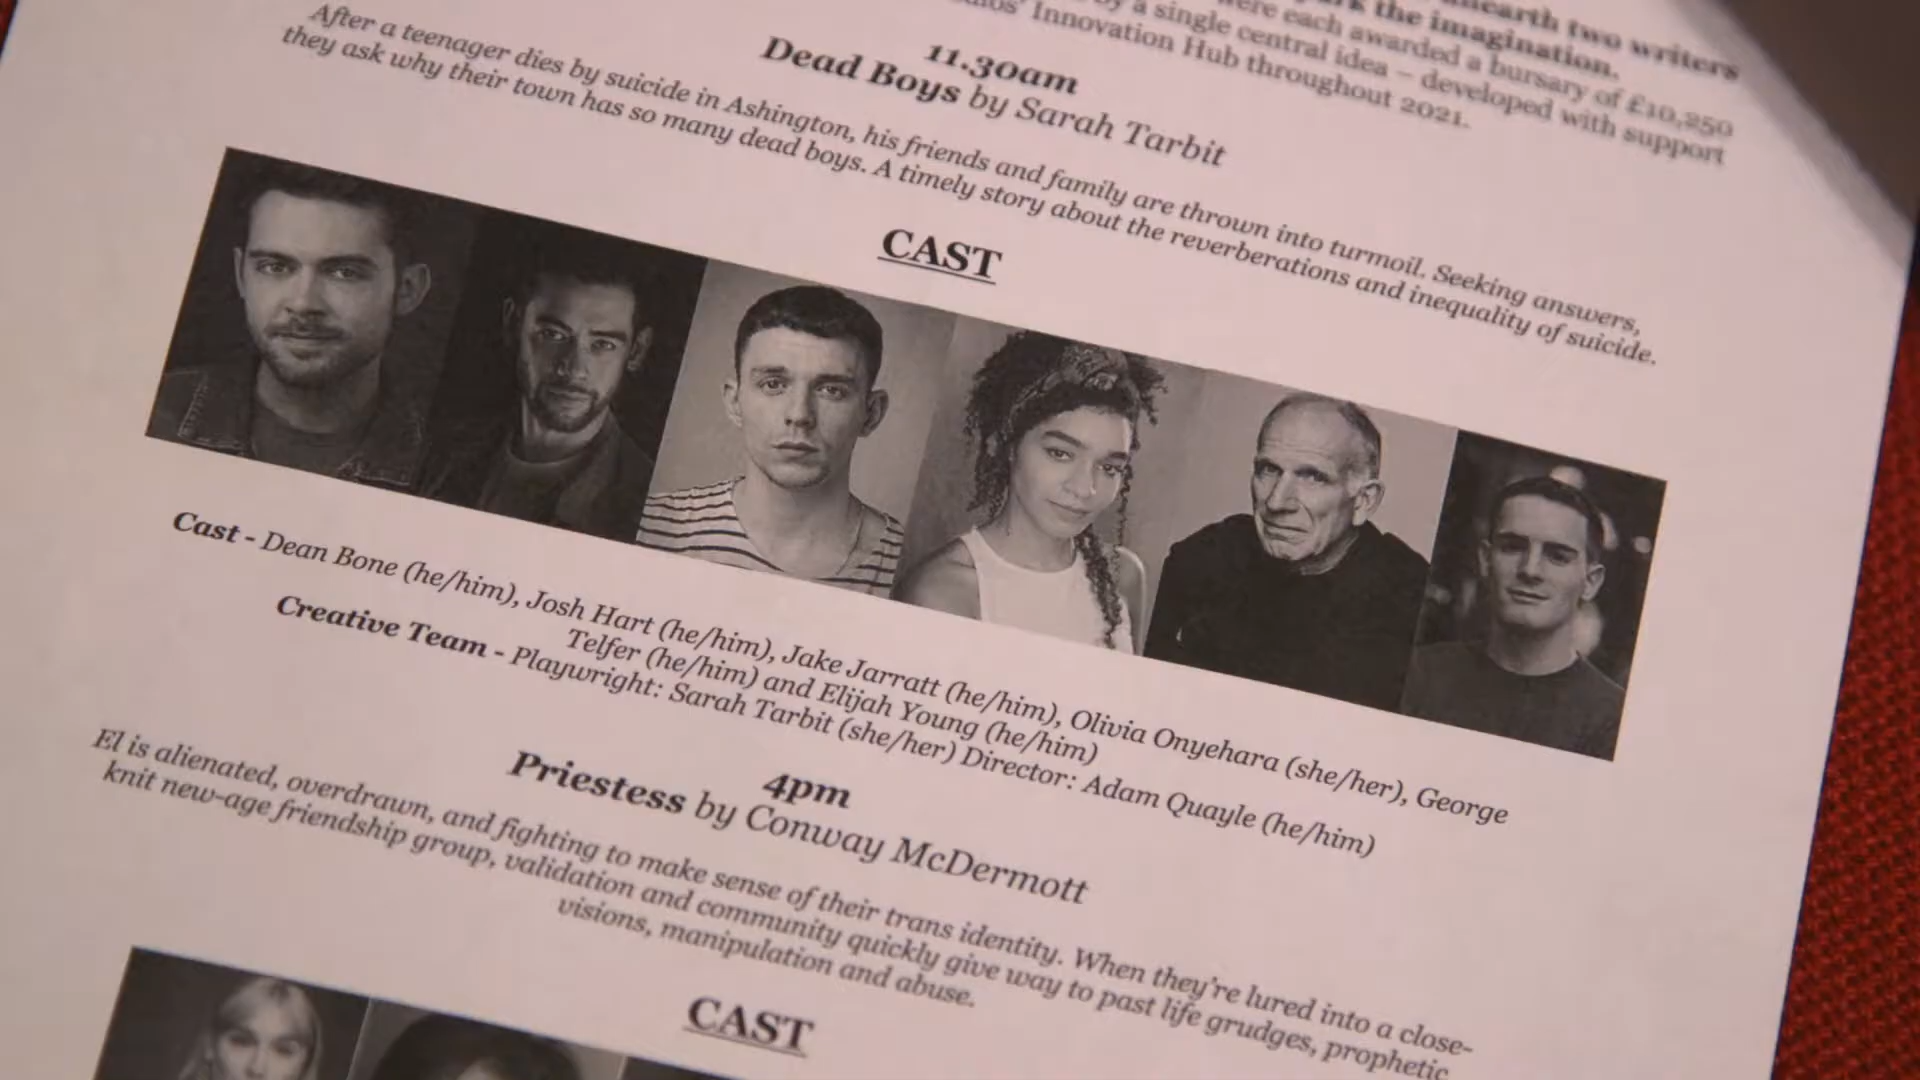 unearth two writers
the imagination.
were each awarded a bursary of £10,250
by a single central idea – developed with support
Innovation Hub throughout 2021.
11.30am
Dead Boys by Sarah Tarbit
After a teenager dies by suicide in Ashington, his friends and family are thrown into turmoil. Seeking answers,
they ask why their town has so many dead boys. A timely story about the reverberations and inequality of suicide.
CAST
Cast - Dean Bone (he/him), Josh Hart (he/him), Jake Jarratt (he/him), Olivia Onyehara (she/her), George
Telfer (he/him) and Elijah Young (he/him)
Creative Team - Playwright: Sarah Tarbit (she/her) Director: Adam Quayle (he/him)
4pm
Priestess by Conway McDermott
El is alienated, overdrawn, and fighting to make sense of their trans identity. When they're lured into a close-
knit new-age friendship group, validation and community quickly give way to past life grudges, prophetic
visions, manipulation and abuse.
CAST